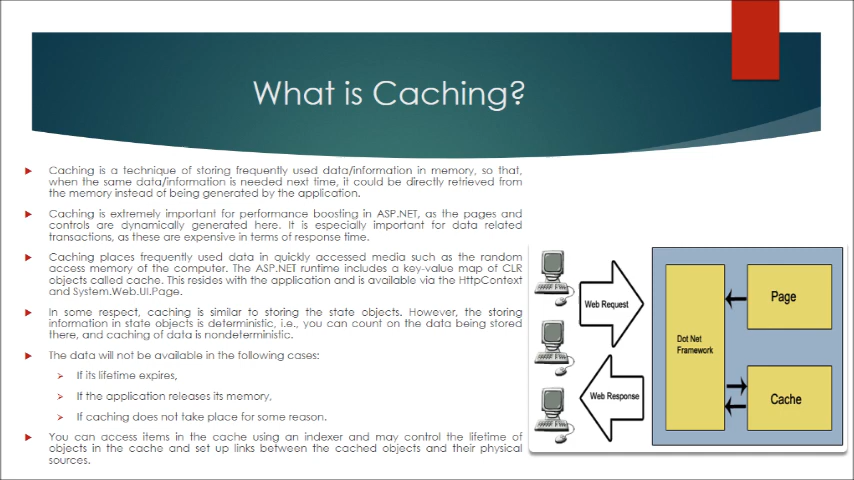 What is Caching?
Caching is a technique of storing frequently used data/information in memory, so that,
when the same data/information is needed next time, it could be directly retrieved from
the memory instead of being generated by the application.
Caching is extremely important for performance boosting in ASP.NET, as the pages and
controls are dynamically generated here. It is especially important for data related
transactions, as these are expensive in terms of response time.
Caching places frequently used data in quickly accessed media such as the random
access memory of the computer. The ASP.NET runtime includes a key-value map of CLR
objects called cache. This resides with the application and is available via the HttpContext
and System.Web.UI.Page.
In some respect, caching is similar to storing the state objects. However, the storing
information in state objects is deterministic, i.e., you can count on the data being stored
there, and caching of data is nondeterministic.
The data will not be available in the following cases:
If its lifetime expires,
If the application releases its memory,
If caching does not take place for some reason.
You can access items in the cache using an indexer and may control the lifetime of
objects in the cache and set up links between the cached objects and their physical
sources.
Web Request
Web Response
Dot Net
Framework
Page
Cache